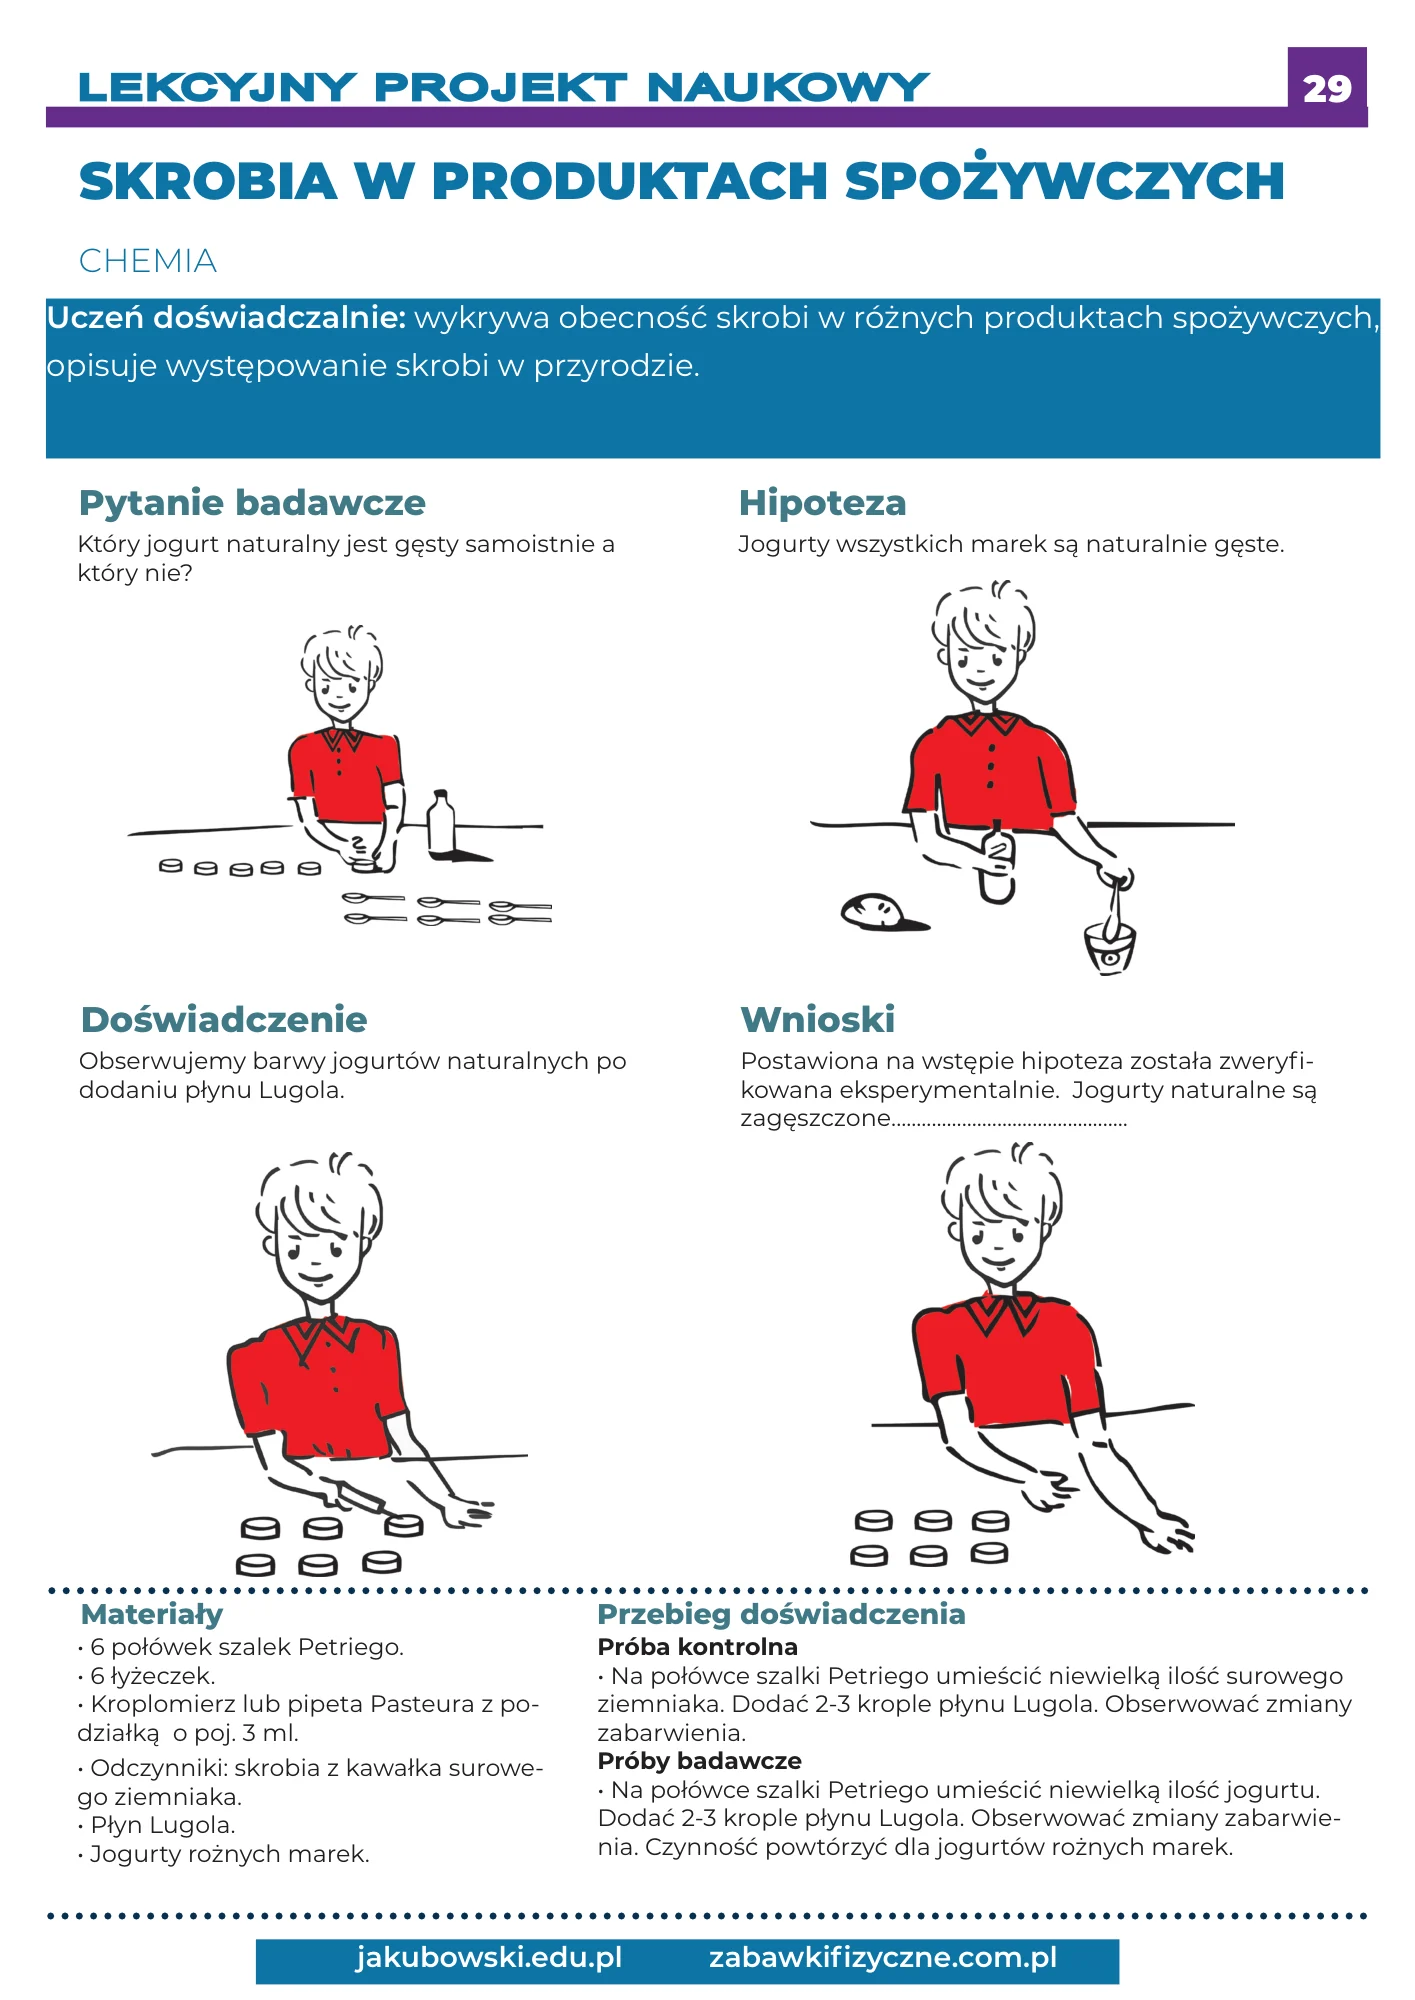 LEKCYJNY PROJEKT NAUKOWY
29
SKROBIA W PRODUKTACH SPOŻYWCZYCH
CHEMIA
Uczeń doświadczalnie: wykrywa obecność skrobi w różnych produktach spożywczych,
opisuje występowanie skrobi w przyrodzie.
Pytanie badawcze
Który jogurt naturalny jest gęsty samoistnie a
który nie?
Hipoteza
Jogurty wszystkich marek są naturalnie gęste.
Doświadczenie
Obserwujemy barwy jogurtów naturalnych po
dodaniu płynu Lugola.
Wnioski
Postawiona na wstępie hipoteza została zweryfi-
kowana eksperymentalnie.  Jogurty naturalne są
zagęszczone...............................................
Materiały
• 6 połówek szalek Petriego.
• 6 łyżeczek.
• Kroplomierz lub pipeta Pasteura z po-
działką  o poj. 3 ml.
• Odczynniki: skrobia z kawałka surowe-
go ziemniaka.
• Płyn Lugola.
• Jogurty rożnych marek.
Przebieg doświadczenia
Próba kontrolna
• Na połówce szalki Petriego umieścić niewielką ilość surowego
ziemniaka. Dodać 2-3 krople płynu Lugola. Obserwować zmiany
zabarwienia.
Próby badawcze
• Na połówce szalki Petriego umieścić niewielką ilość jogurtu.
Dodać 2-3 krople płynu Lugola. Obserwować zmiany zabarwie-
nia. Czynność powtórzyć dla jogurtów rożnych marek.
jakubowski.edu.pl
zabawkifizyczne.com.pl